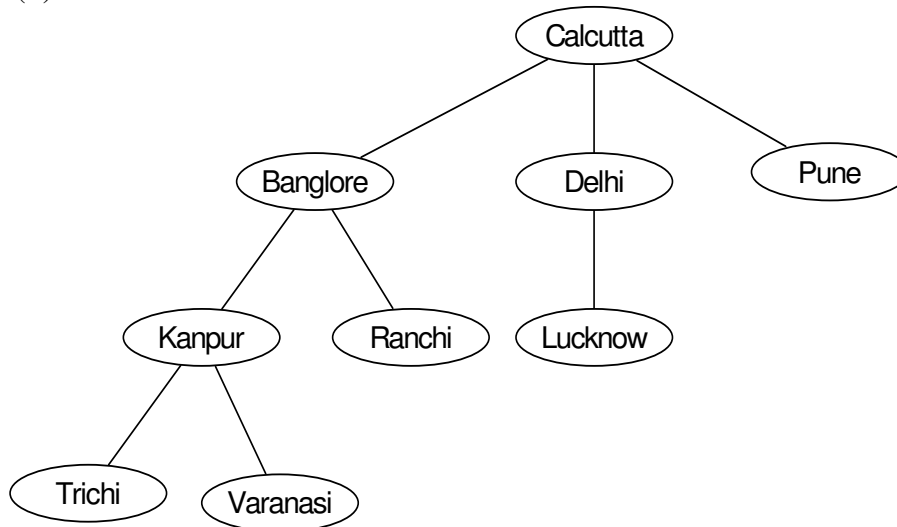 Calcutta
Banglore
Delhi
Pune
Kanpur
Ranchi
Lucknow
Trichi
Varanasi